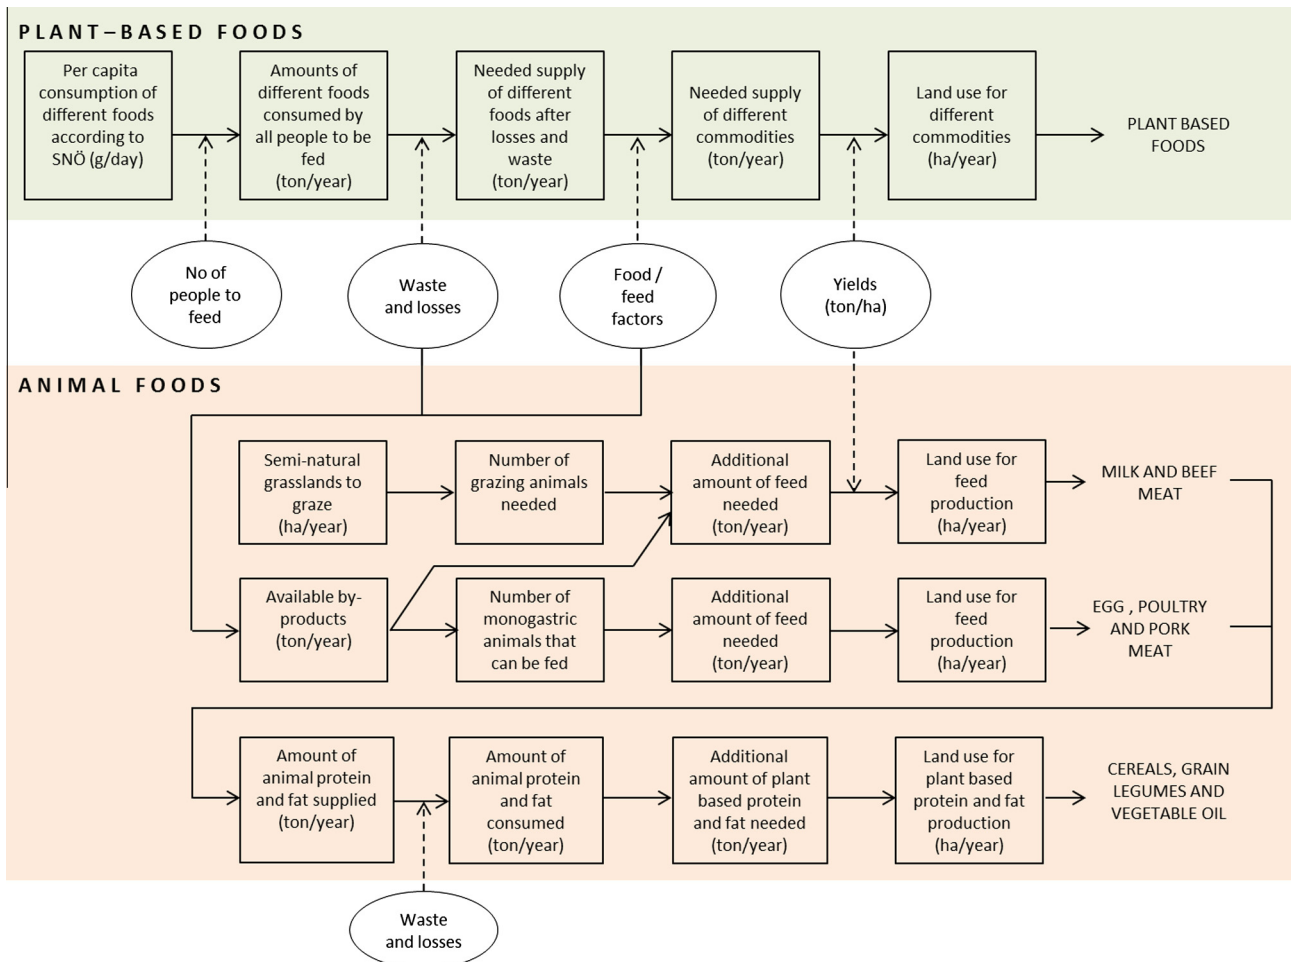 PLANT–BASED FOODS
Per capita
consumption of
different foods
according to
SNÖ (g/day)
Amounts of
different foods
consumed by
all people to be
fed
(ton/year)
Needed supply
of different
foods after
losses and
waste
(ton/year)
Needed supply
of different
commodities
(ton/year)
Land use for
different
commodities
(ha/year)
PLANT BASED
FOODS
No of
people to
feed
Waste
and losses
Food /
feed
factors
Yields
(ton/ha)
ANIMAL FOODS
Semi-natural
grasslands to
graze
(ha/year)
Number of
grazing animals
needed
Additional
amount of feed
needed
(ton/year)
Land use for
feed
production
(ha/year)
MILK AND BEEF
MEAT
Available by-
products
(ton/year)
Number of
monogastric
animals that
can be fed
Additional
amount of feed
needed
(ton/year)
Land use for
feed
production
(ha/year)
EGG , POULTRY
AND PORK
MEAT
Amount of
animal protein
and fat supplied
(ton/year)
Amount of
animal protein
and fat
consumed
(ton/year)
Additional
amount of plant
based protein
and fat needed
(ton/year)
Land use for
plant based
protein and fat
production
(ha/year)
CEREALS, GRAIN
LEGUMES AND
VEGETABLE OIL
Waste
and losses